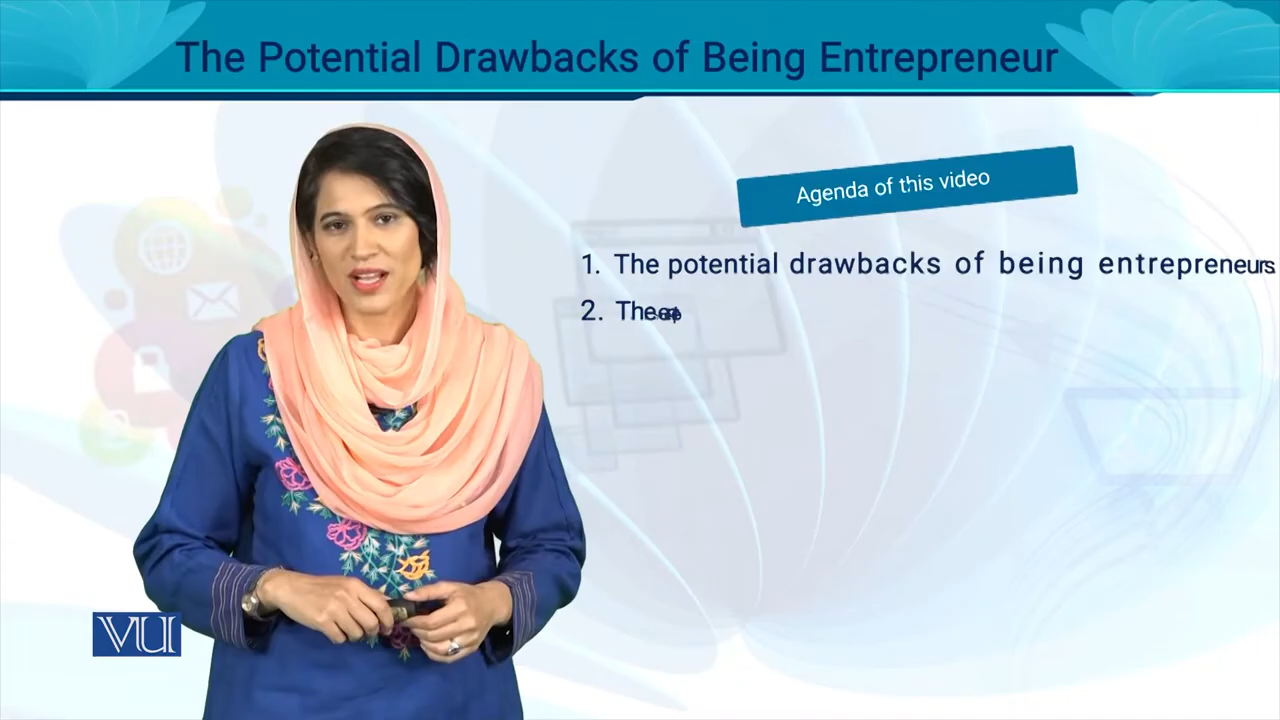 The Potential Drawbacks of Being Entrepreneur
Agenda of this video
1. The potential drawbacks of being entrepreneurs
2.
VU